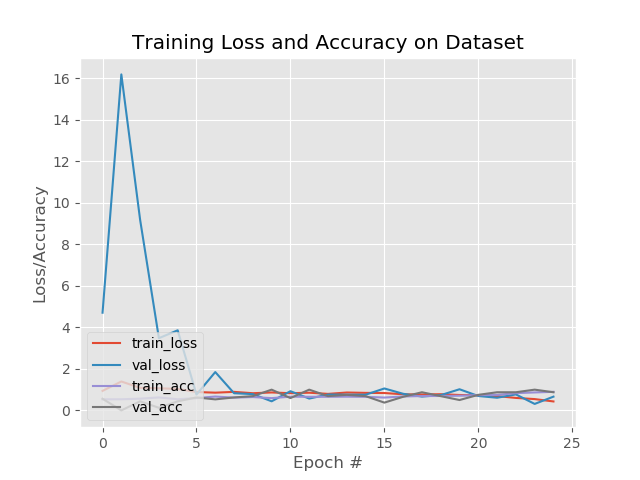 Training Loss and Accuracy on Dataset
Loss/Accuracy
16
14
12
10
8
6
4
2
0
train_loss
val_loss
train_acc
val_acc
0 5 10 15 20 25
Epoch #